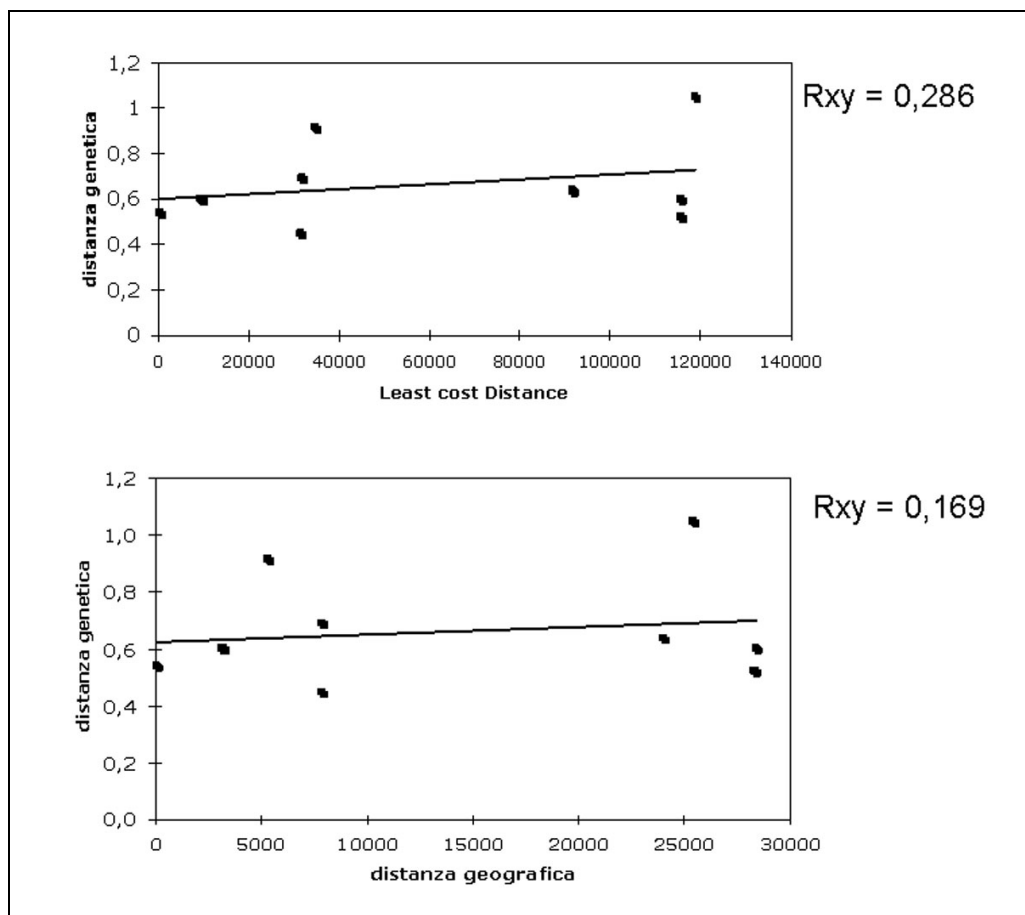 1,2
Rxy = 0,286
1
0,8
0,6
0,4
0,2
0
distanza genetica
0 20000 40000 60000 80000 100000 120000 140000
Least cost Distance
1,2
Rxy = 0,169
1,0
0,8
0,6
0,4
0,2
0,0
distanza genetica
0 5000 10000 15000 20000 25000 30000
distanza geografica